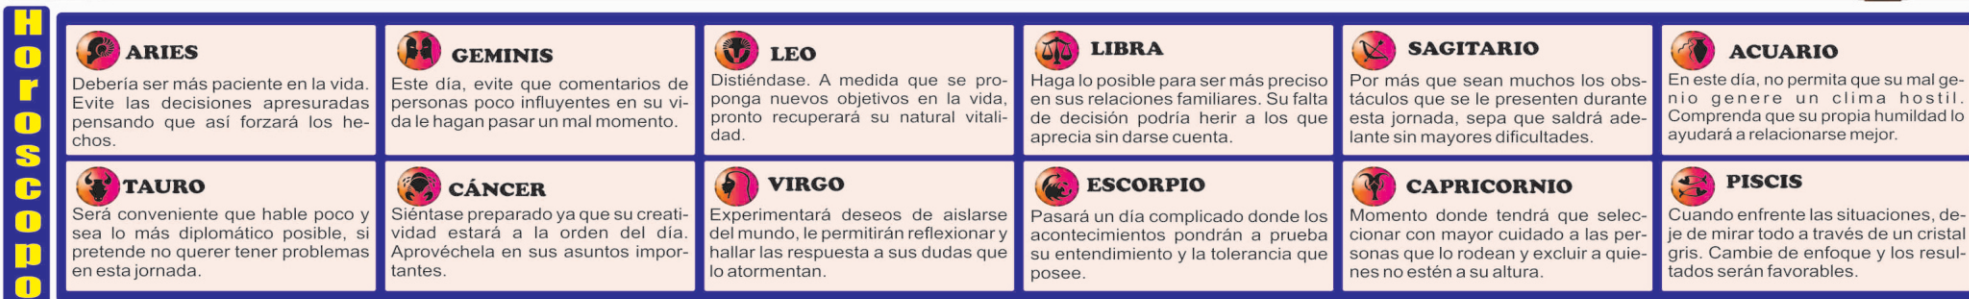 Horoscopo
ARIES
Debería ser más paciente en la vida.
Evite las decisiones apresuradas
pensando que así forzará los he-
chos.
TAURO
Será conveniente que hable poco y
sea lo más diplomático posible, si
pretende no querer tener problemas
en esta jornada.
GEMINIS
Este día, evite que comentarios de
personas poco influyentes en su vi-
da le hagan pasar un mal momento.
CÁNCER
Siéntase preparado ya que su creati-
vidad estará a la orden del día.
Aprovéchela en sus asuntos impor-
tantes.
LEO
Distiéndase. A medida que se pro-
ponga nuevos objetivos en la vida,
pronto recuperará su natural vitali-
dad.
VIRGO
Experimentará deseos de aislarse
del mundo, le permitirán reflexionar y
hallar las respuesta a sus dudas que
lo atormentan.
LIBRA
Haga lo posible para ser más preciso
en sus relaciones familiares. Su falta
de decisión podría herir a los que
aprecia sin darse cuenta.
ESCORPIO
Pasará un día complicado donde los
acontecimientos pondrán a prueba
su entendimiento y la tolerancia que
posee.
SAGITARIO
Por más que sean muchos los obs-
táculos que se le presenten durante
esta jornada, sepa que saldrá ade-
lante sin mayores dificultades.
CAPRICORNIO
Momento donde tendrá que selec-
cionar con mayor cuidado a las per-
sonas que lo rodean y excluir a quie-
nes no estén a su altura.
ACUARIO
En este día, no permita que su mal ge-
nio genere un clima hostil.
Comprenda que su propia humildad lo
ayudará a relacionarse mejor.
PISCIS
Cuando enfrente las situaciones, de-
je de mirar todo a través de un cristal
gris. Cambie de enfoque y los resul-
tados serán favorables.